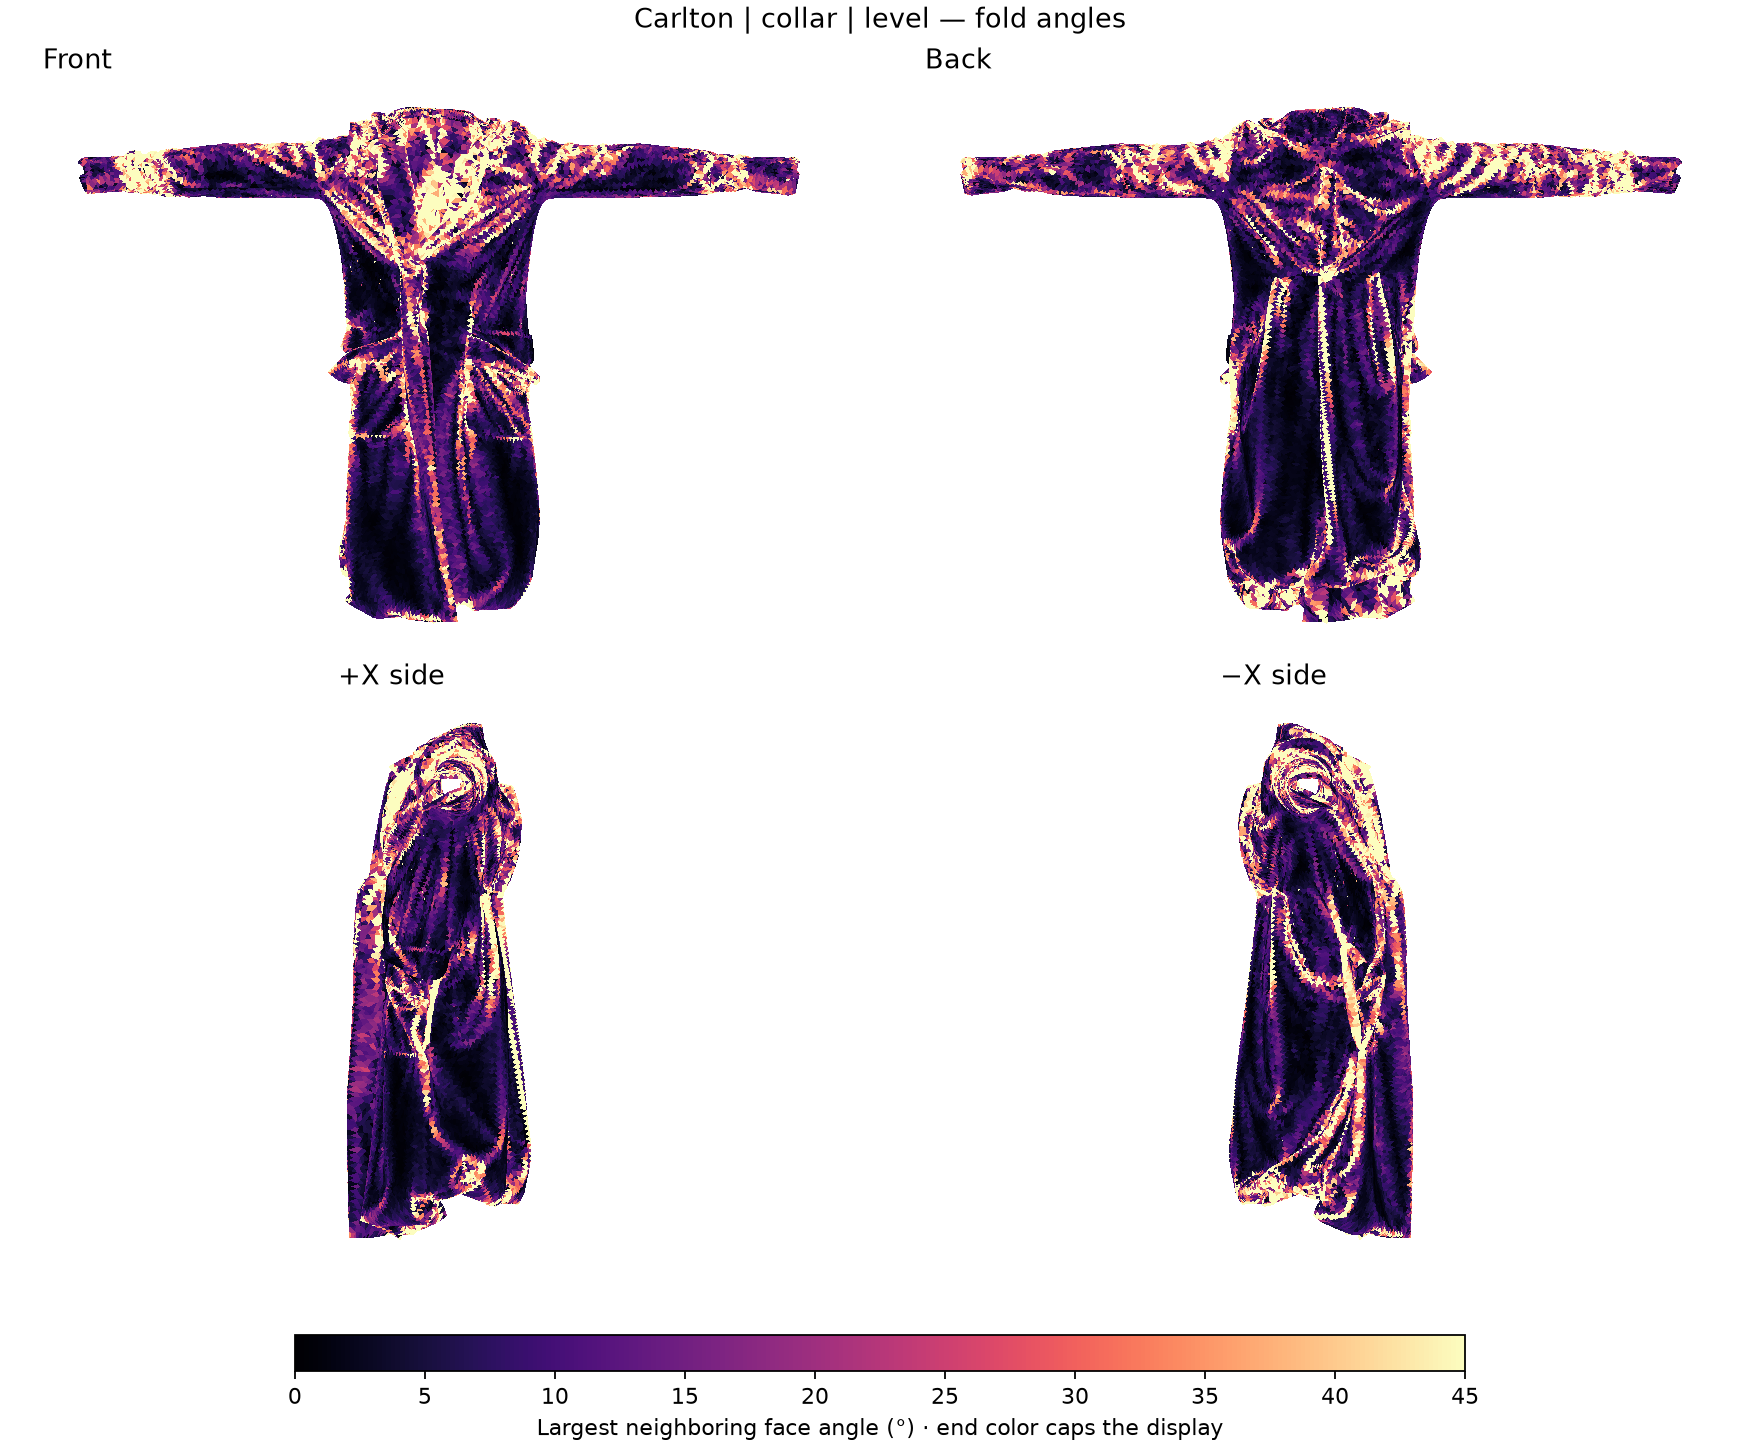 Carlton | collar | level — fold angles
Front
Back
+X side
−X side
0 5 10 15 20 25 30 35 40 45
Largest neighboring face angle (°) · end color caps the display